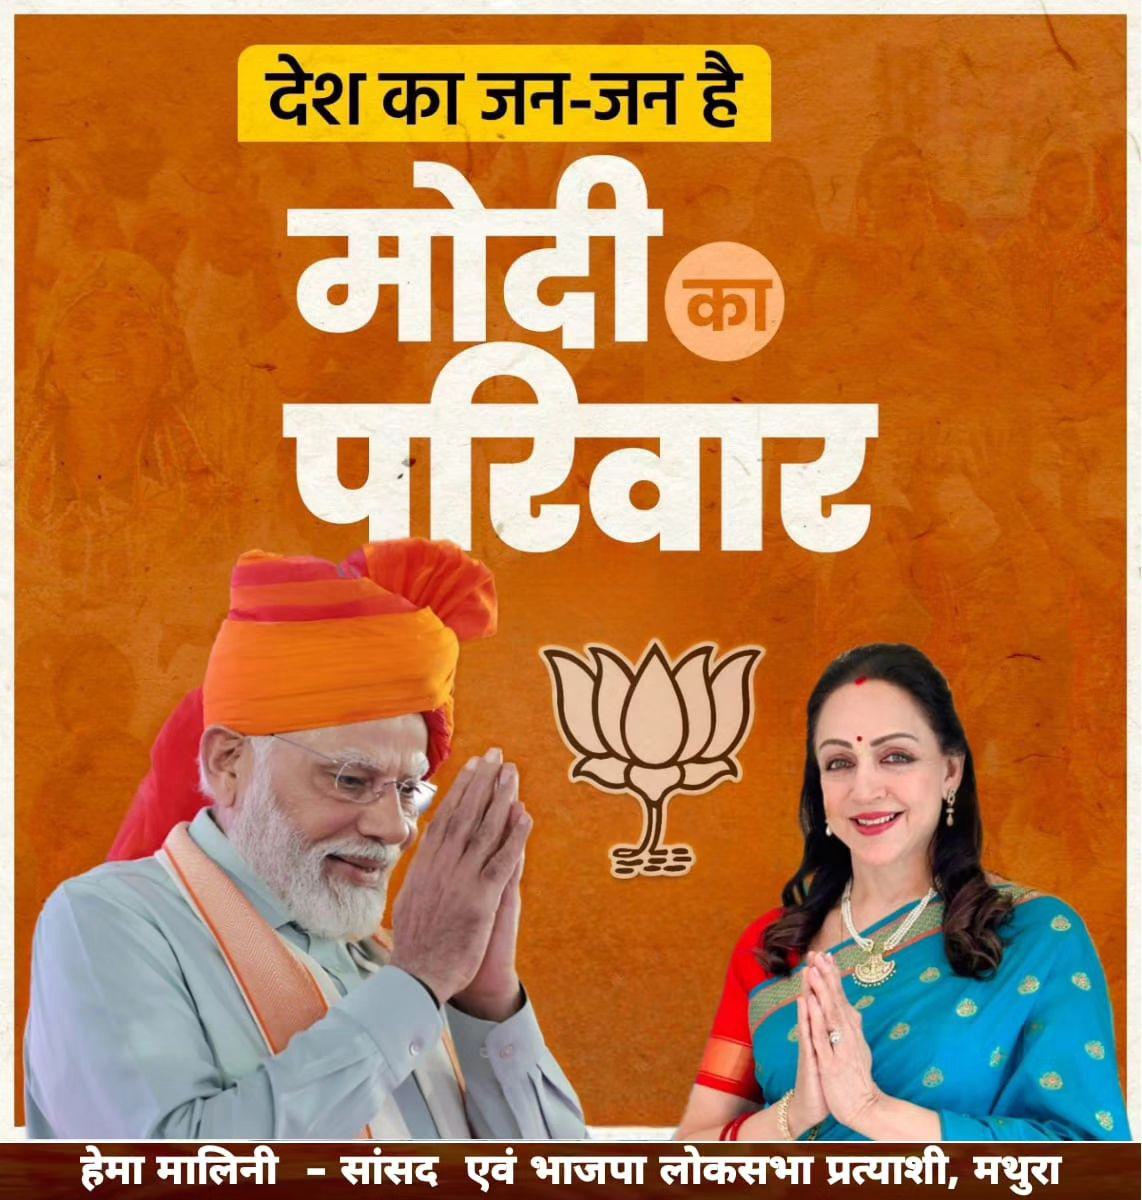 देश का जन-जन है
मोदी का
परिवार
हेमा मालिनी - सांसद एवं भाजपा लोकसभा प्रत्याशी, मथुरा